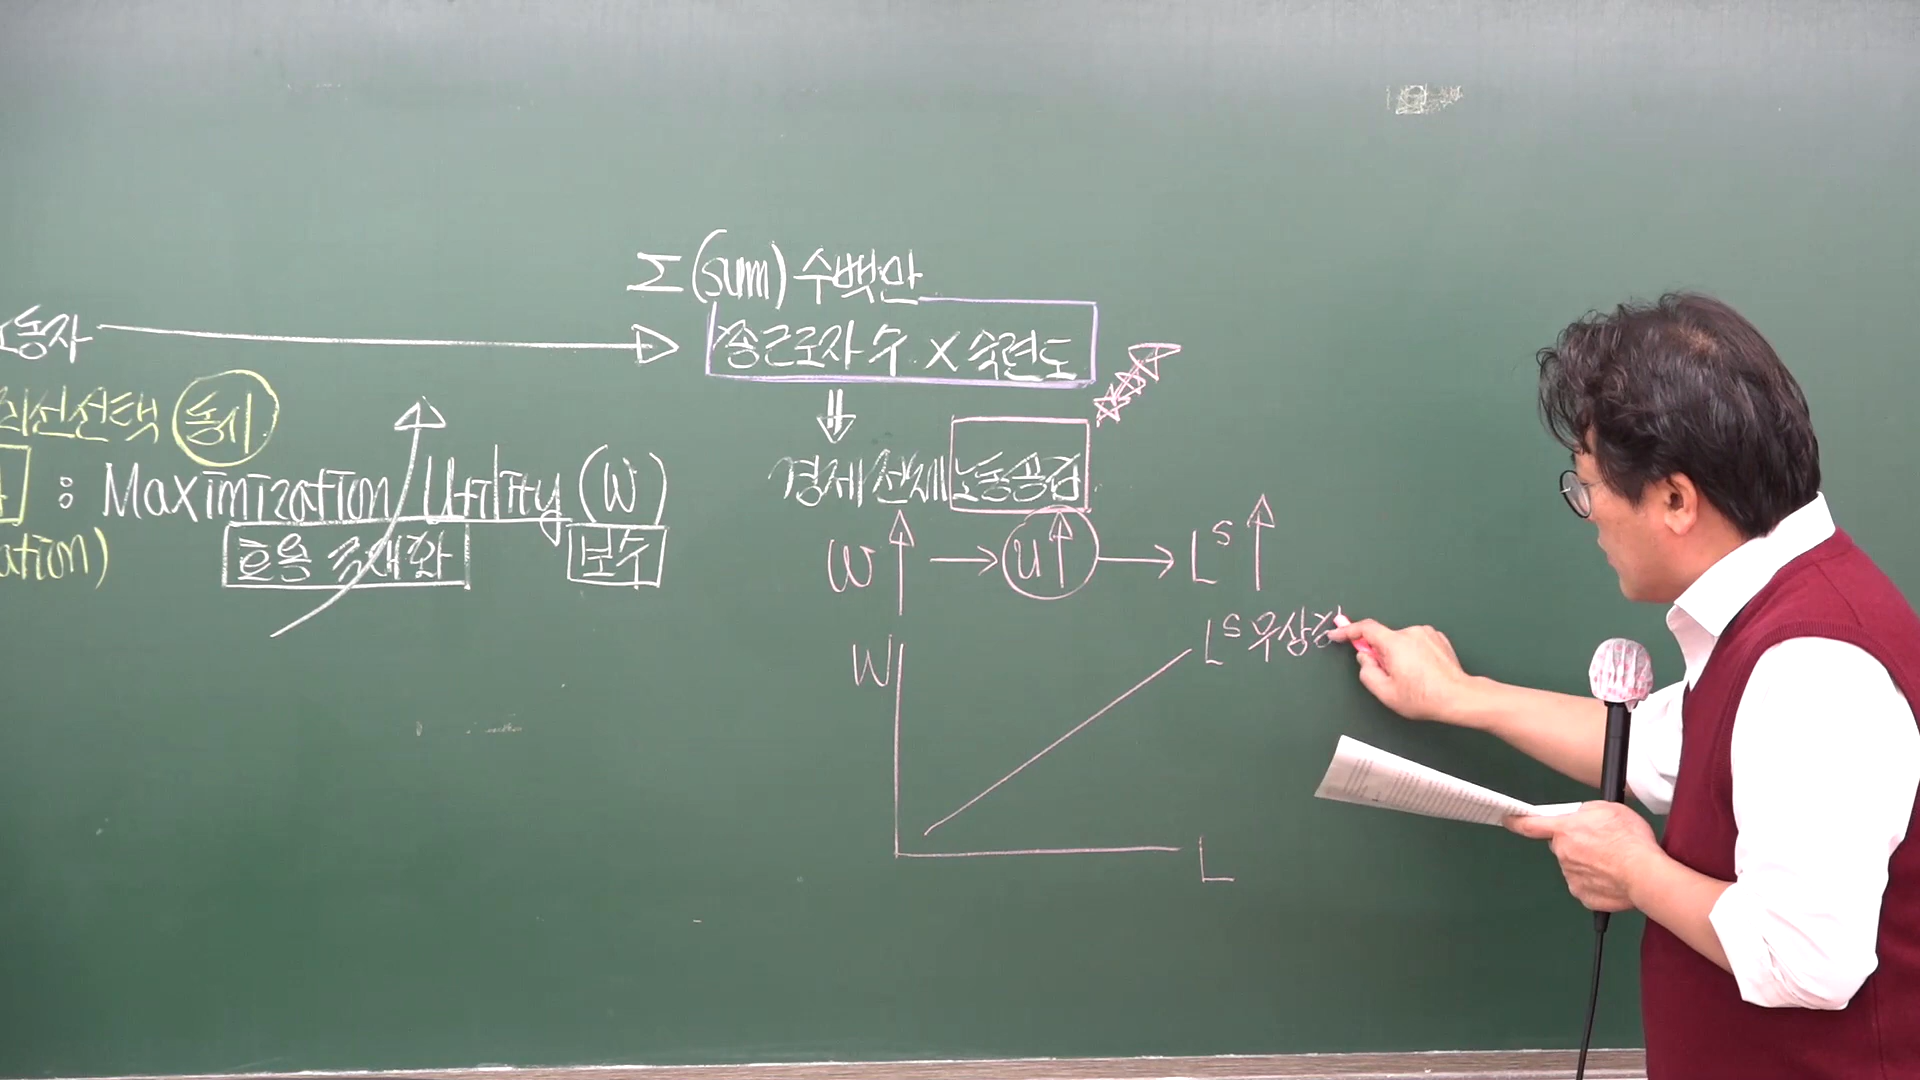 Σ (sum) 수백만
총근로자 수 x 숙련도
노동자
최선선택 동시
경제 전체 노동공급
: Maximization Utility (W)
ation)
효용 극대화
보수
W↑ → u↑ → L^S↑
L^S 우상
W
L